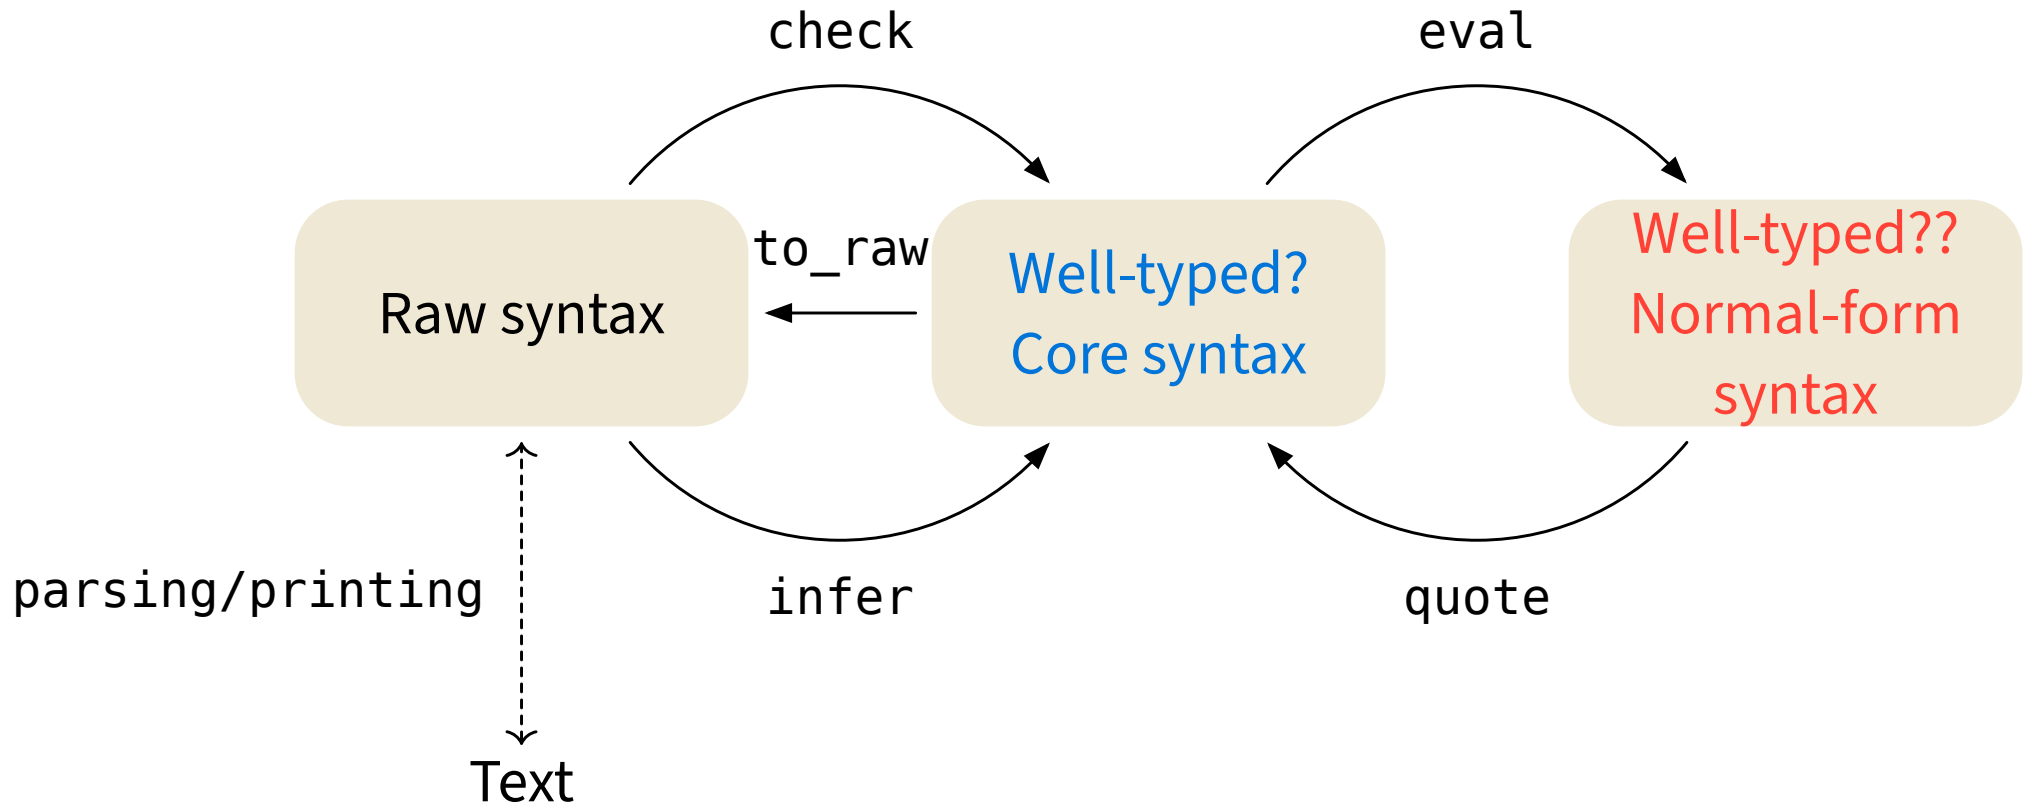 check
eval
to_raw
Raw syntax
Well-typed?
Core syntax
Well-typed??
Normal-form
syntax
parsing/printing
infer
quote
Text